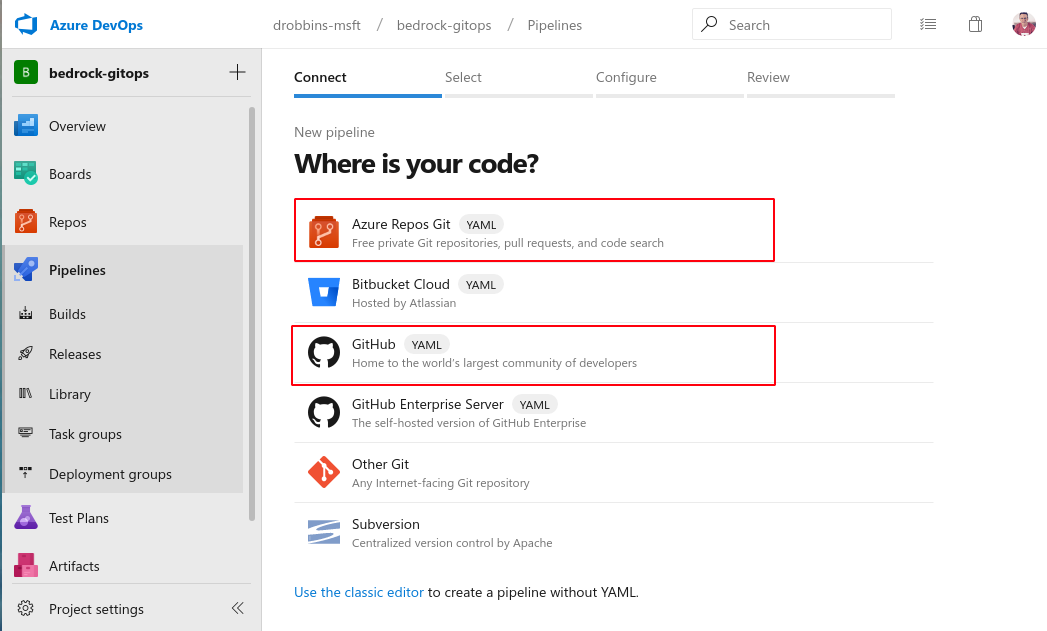 Azure DevOps
drobbins-msft / bedrock-gitops / Pipelines
Search
B bedrock-gitops
Overview
Boards
Repos
Pipelines
Builds
Releases
Library
Task groups
Deployment groups
Test Plans
Artifacts
Project settings
Connect
Select
Configure
Review
New pipeline
Where is your code?
Azure Repos Git YAML
Free private Git repositories, pull requests, and code search
Bitbucket Cloud YAML
Hosted by Atlassian
GitHub YAML
Home to the world's largest community of developers
GitHub Enterprise Server YAML
The self-hosted version of GitHub Enterprise
Other Git
Any Internet-facing Git repository
Subversion
Centralized version control by Apache
Use the classic editor to create a pipeline without YAML.